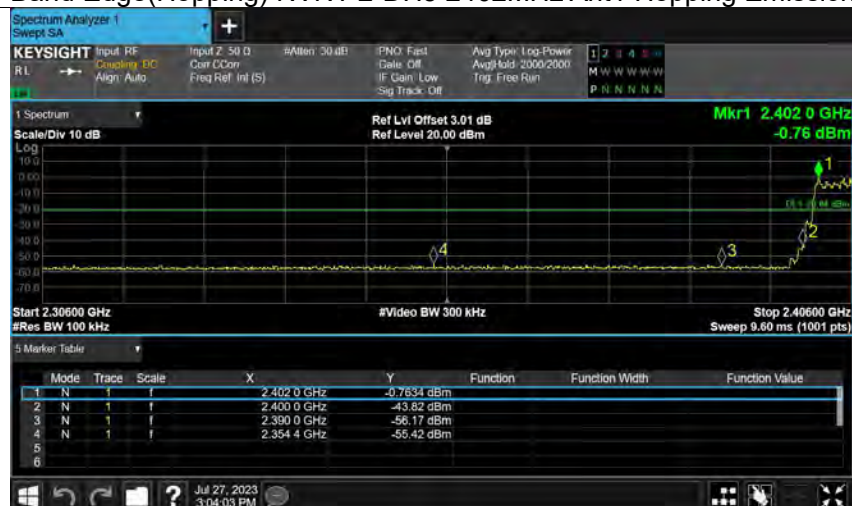 Spectrum Analyzer 1
Swept SA
+
KEYSIGHT Input: RF Input Z: 50 Ω #Atten: 30 dB PNO: Fast Avg Type: Log-Power 1 2 3 4 5
RL Coupling: DC Corr CCorr Gate: Off Avg|Hold: 2000/2000 M W W W W W
Align: Auto Freq Ref: Int (S) IF Gain: Low Trig: Free Run
Sig Track: Off P N N N N N
1 Spectrum Ref Lvl Offset 3.01 dB Mkr1 2.402 0 GHz
Scale/Div 10 dB Ref Level 20.00 dBm -0.76 dBm
Log
10.0
0.00
-10.0
-20.0
-30.0
-40.0
-50.0
-60.0
-70.0
1
2
3
4
Start 2.30600 GHz #Video BW 300 kHz Stop 2.40600 GHz
#Res BW 100 kHz Sweep 9.60 ms (1001 pts)
5 Marker Table
Mode Trace Scale X Y Function Function Width Function Value
1 N 1 f 2.402 0 GHz -0.7634 dBm
2 N 1 f 2.400 0 GHz -43.82 dBm
3 N 1 f 2.390 0 GHz -56.17 dBm
4 N 1 f 2.354 4 GHz -55.42 dBm
5
6
? Jul 27, 2023
3:04:03 PM